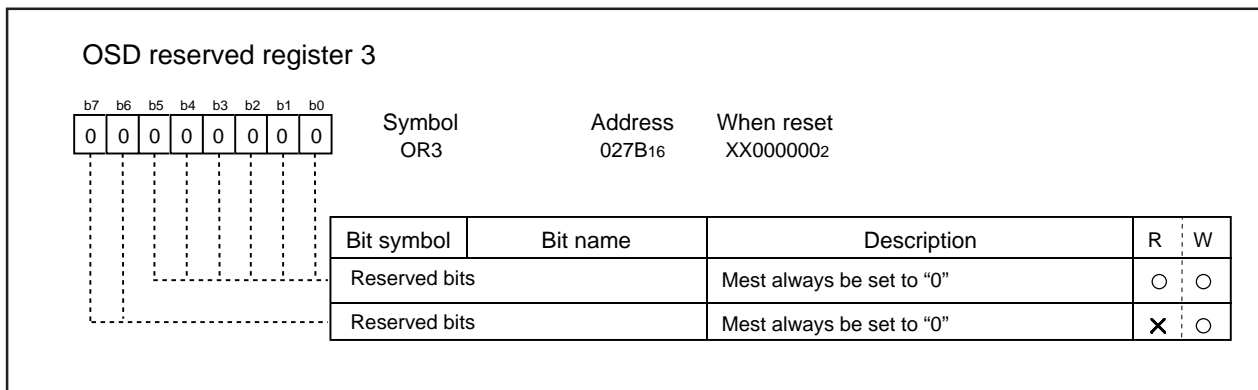 OSD reserved register 3
b7 b6 b5 b4 b3 b2 b1 b0
0 0 0 0 0 0 0 0
Symbol Address When reset
OR3 027B16 XX0000002
Bit symbol Bit name Description R W
Reserved bits Mest always be set to “0” ○ ○
Reserved bits Mest always be set to “0” ✕ ○